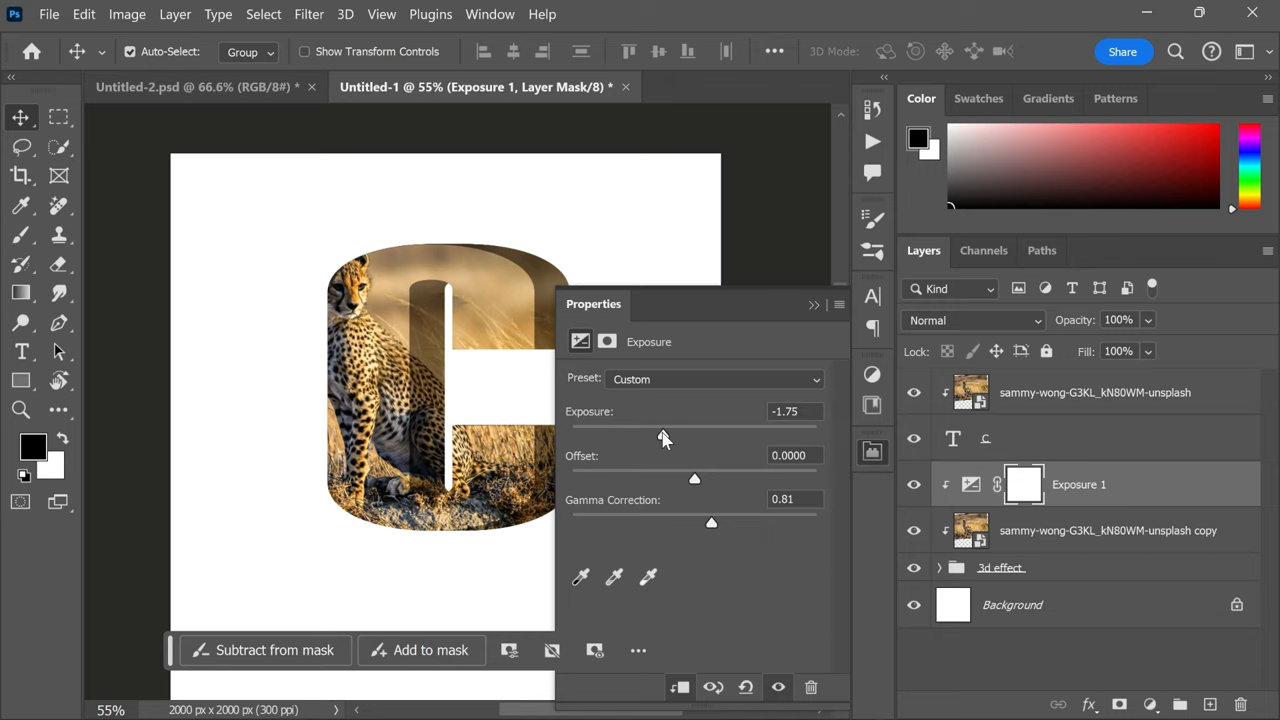 Ps File Edit Image Layer Type Select Filter 3D View Plugins Window Help
Auto-Select: Group Show Transform Controls 3D Mode: Share
Untitled-2.psd @ 66.6% (RGB/8#) * Untitled-1 @ 55% (Exposure 1, Layer Mask/8) *
Color Swatches Gradients Patterns
Layers Channels Paths
Kind
Normal Opacity: 100%
Lock: Fill: 100%
sammy-wong-G3KL_kN80WM-unsplash
T C
Exposure 1
sammy-wong-G3KL_kN80WM-unsplash copy
3d effect
Background
Properties
Exposure
Preset: Custom
Exposure: -1.75
Offset: 0.0000
Gamma Correction: 0.81
Subtract from mask Add to mask
55% 2000 px x 2000 px (300 ppi)
fx